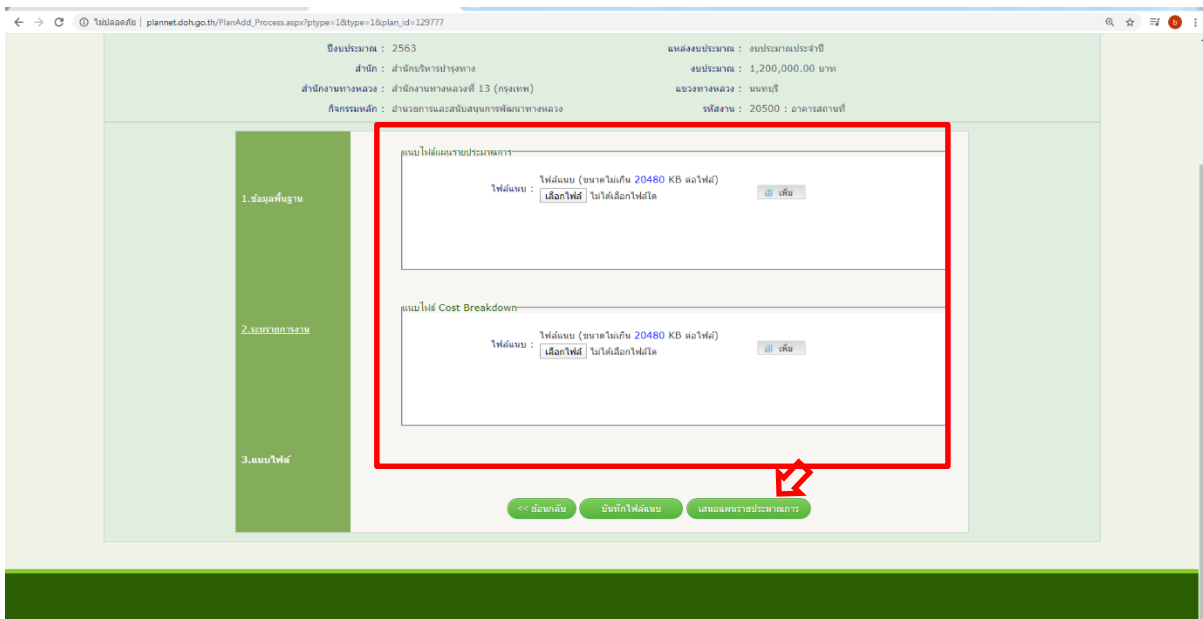 ไม่ปลอดภัย | plannet.doh.go.th/PlanAdd_Process.aspx?ptype=1&type=1&plan_id=129777
b
ปีงบประมาณ : 2563 แหล่งงบประมาณ : งบประมาณประจำปี
สำนัก : สำนักบริหารบำรุงทาง งบประมาณ : 1,200,000.00 บาท
สำนักงานทางหลวง : สำนักงานทางหลวงที่ 13 (กรุงเทพ) แขวงทางหลวง : นนทบุรี
กิจกรรมหลัก : อำนวยการและสนับสนุนการพัฒนาทางหลวง รหัสงาน : 20500 : อาคารสถานที่
แนบไฟล์แผนรายประมาณการ
ไฟล์แนบ (ขนาดไม่เกิน 20480 KB ต่อไฟล์)
ไฟล์แนบ : เลือกไฟล์ ไม่ได้เลือกไฟล์ใด เพิ่ม
1.ข้อมูลพื้นฐาน
แนบไฟล์ Cost Breakdown
2.ระบุรายการงาน
ไฟล์แนบ (ขนาดไม่เกิน 20480 KB ต่อไฟล์)
ไฟล์แนบ : เลือกไฟล์ ไม่ได้เลือกไฟล์ใด เพิ่ม
3.แนบไฟล์
<< ย้อนกลับ บันทึกไฟล์แนบ เสนอแผนรายประมาณการ